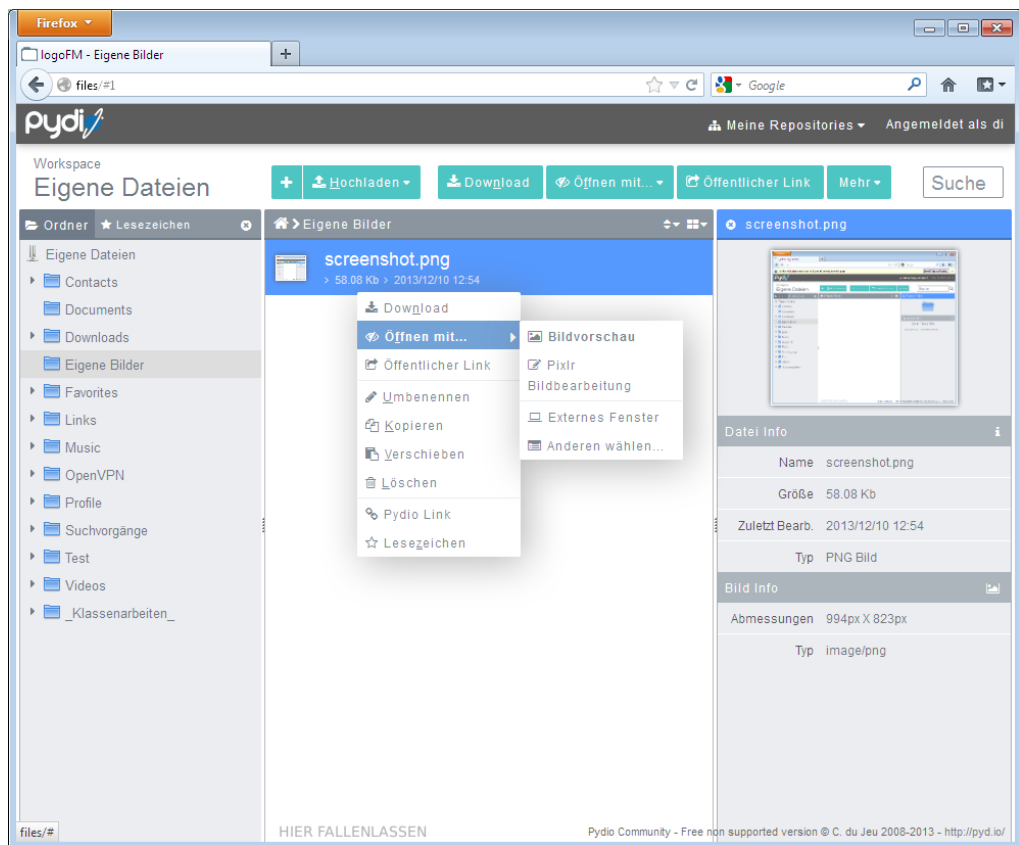 Firefox
logoFM - Eigene Bilder
files/#1
Google
pydi
Meine Repositories
Angemeldet als di
Workspace
Eigene Dateien
Hochladen
Download
Öffnen mit...
Öffentlicher Link
Mehr
Suche
Ordner
Lesezeichen
Eigene Bilder
screenshot.png
Eigene Dateien
Contacts
Documents
Downloads
Eigene Bilder
Favorites
Links
Music
OpenVPN
Profile
Suchvorgänge
Test
Videos
_Klassenarbeiten_
screenshot.png
> 58.08 Kb > 2013/12/10 12:54
Download
Öffnen mit...
Öffentlicher Link
Umbenennen
Kopieren
Verschieben
Löschen
Pydio Link
Lesezeichen
Bildvorschau
Pixlr
Bildbearbeitung
Externes Fenster
Anderen wählen...
Datei Info
Name screenshot.png
Größe 58.08 Kb
Zuletzt Bearb. 2013/12/10 12:54
Typ PNG Bild
Bild Info
Abmessungen 994px X 823px
Typ image/png
files/#
HIER FALLENLASSEN
Pydio Community - Free non supported version © C. du Jeu 2008-2013 - http://pyd.io/